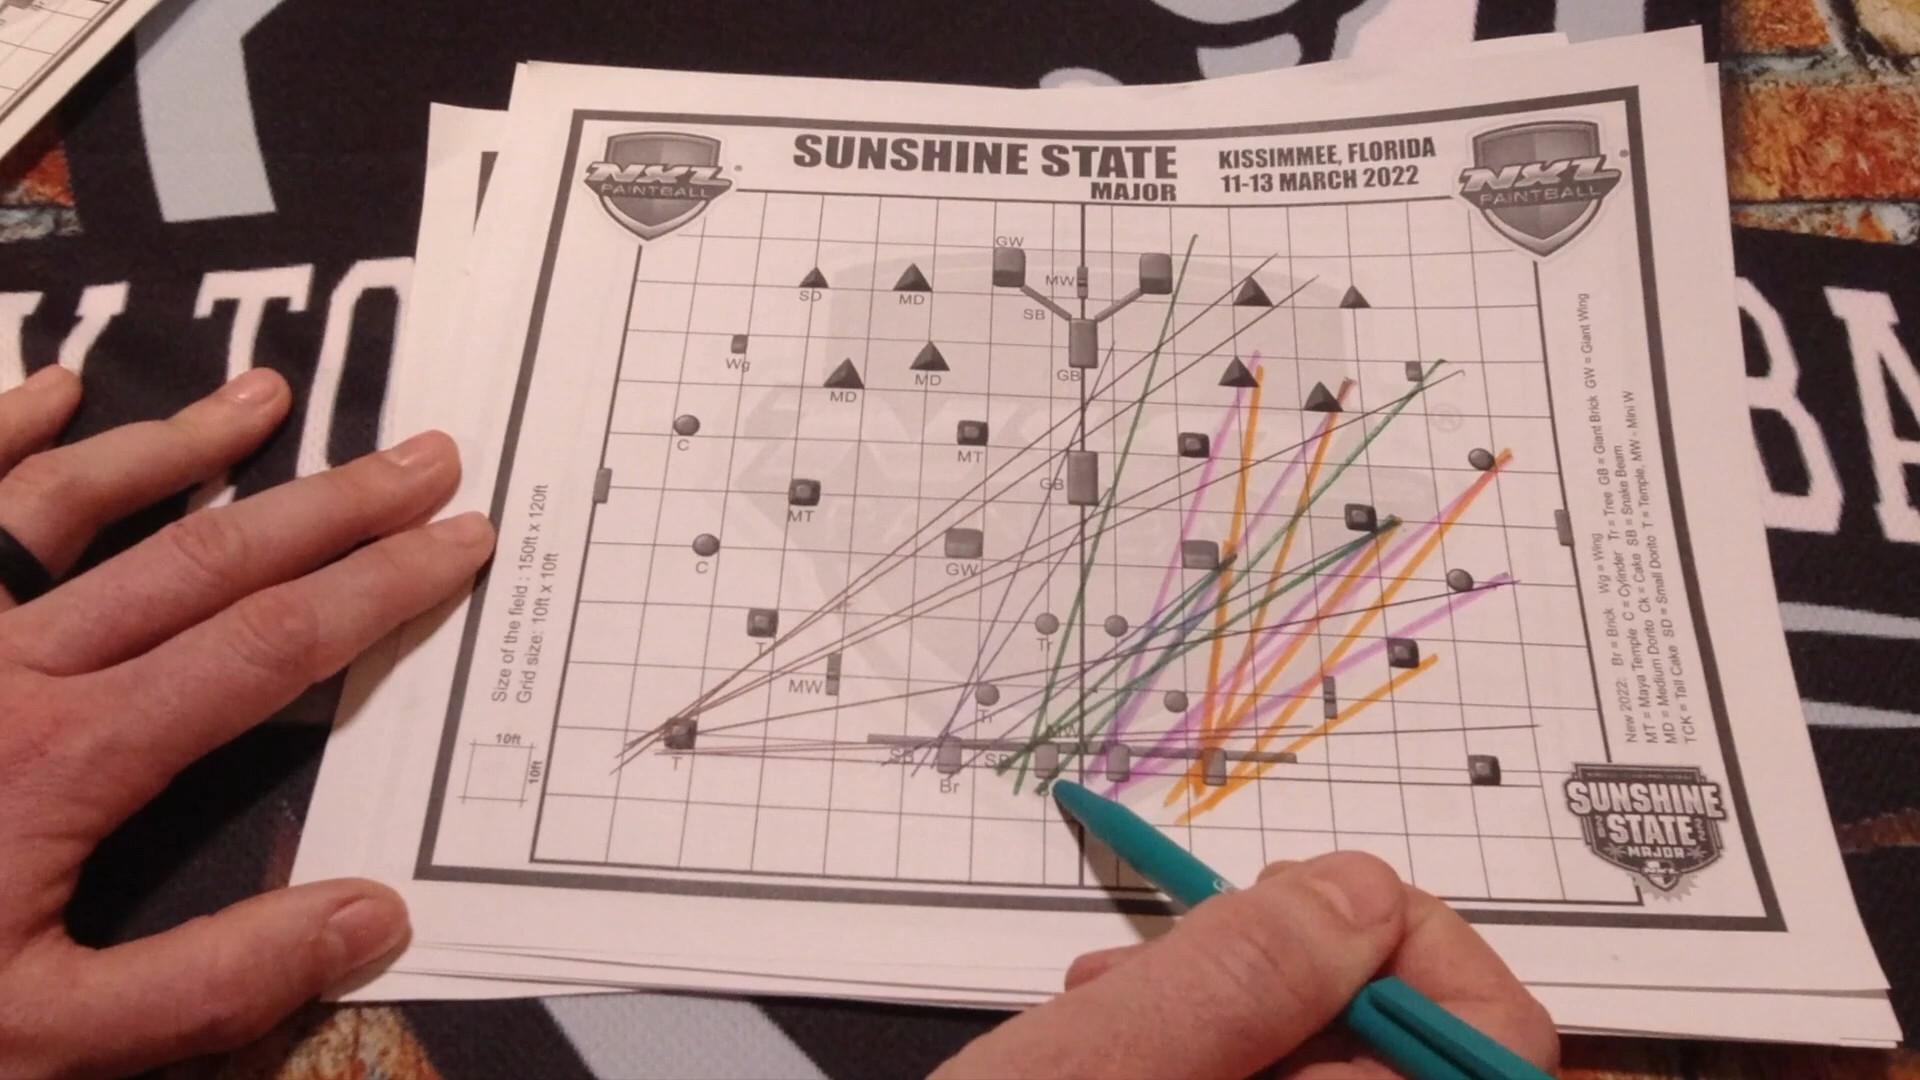 NXL
PAINTBALL
SUNSHINE STATE
MAJOR
KISSIMMEE, FLORIDA
11-13 MARCH 2022
NXL
PAINTBALL
GW
MW
SD
MD
SB
Wg
MD
MD
GB
C
MT
GB
MT
C
GW
T
Tr
MW
Tr
MW
T
SB
Br
Size of the field : 150ft x 120ft
Grid size: 10ft x 10ft
10ft
10ft
New 2022: Br = Brick Wg = Wing Tr = Tree GB = Giant Brick GW = Giant Wing
MT = Maya Temple C = Cylinder Ck = Cake SB = Snake Beam
MD = Medium Dorito SD = Small Dorito T = Temple, MW - Mini W
TCK = Tall Cake
SUNSHINE
STATE
MAJOR
BA